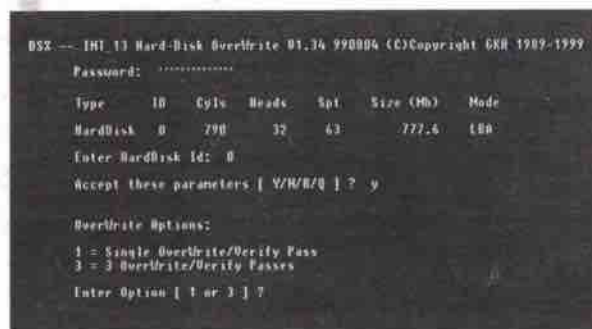 DSX -- INT 13 Hard-Disk OverWrite 01.34 990804 (C)Copyright GKR 1989-1999
Password: ·············
Type ID Cyls Heads Spt Size (Mb) Mode
HardDisk 0 790 32 63 777.6 LBA
Enter HardDisk Id: 0
Accept these parameters [ Y/N/R/Q ] ? y
OverWrite Options:
1 = Single OverWrite/Verify Pass
3 = 3 OverWrite/Verify Passes
Enter Option [ 1 or 3 ] ?